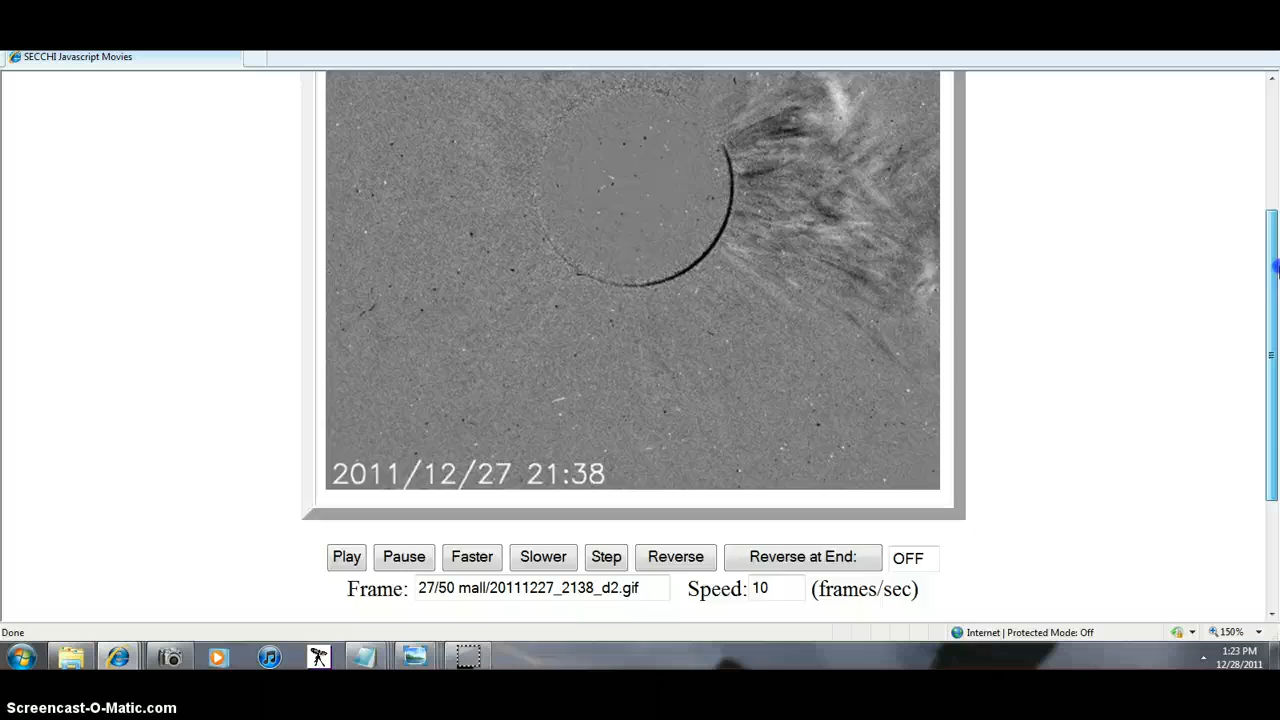 SECCHI Javascript Movies
2011/12/27 21:38
Play Pause Faster Slower Step Reverse Reverse at End: OFF
Frame: 27/50 mall/20111227_2138_d2.gif Speed: 10 (frames/sec)
Done Internet | Protected Mode: Off 150%
1:23 PM
12/28/2011
Screencast-O-Matic.com